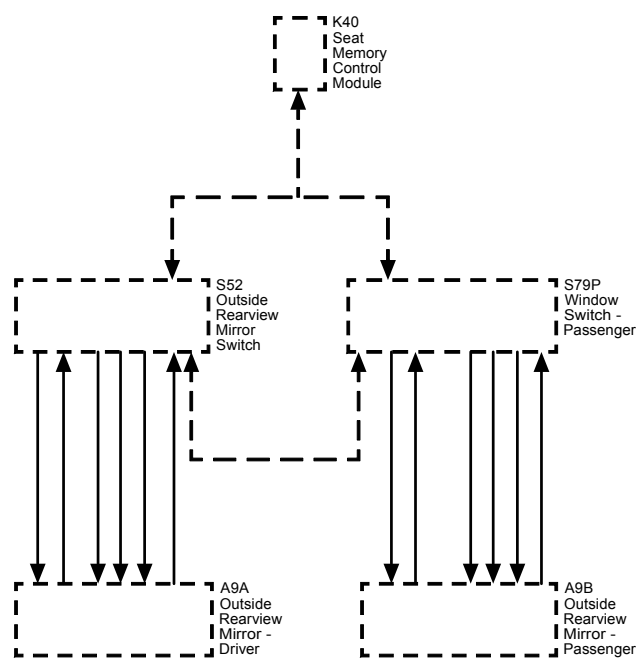 K40
Seat
Memory
Control
Module
S52
Outside
Rearview
Mirror
Switch
S79P
Window
Switch -
Passenger
A9A
Outside
Rearview
Mirror -
Driver
A9B
Outside
Rearview
Mirror -
Passenger